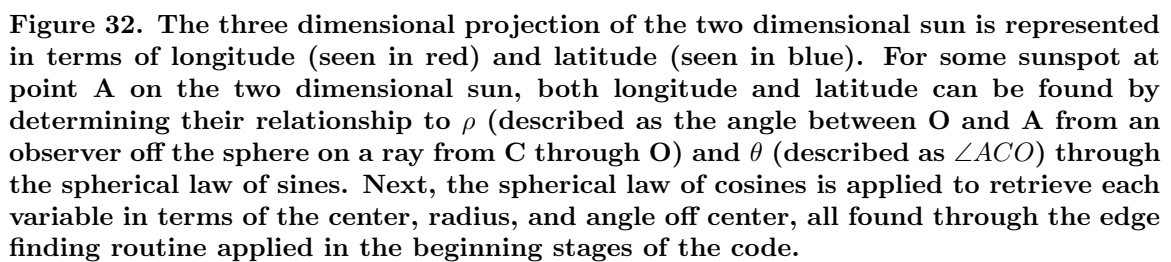 Figure 32. The three dimensional projection of the two dimensional sun is represented
in terms of longitude (seen in red) and latitude (seen in blue). For some sunspot at
point A on the two dimensional sun, both longitude and latitude can be found by
determining their relationship to ρ (described as the angle between O and A from an
observer off the sphere on a ray from C through O) and θ (described as ∠ACO) through
the spherical law of sines. Next, the spherical law of cosines is applied to retrieve each
variable in terms of the center, radius, and angle off center, all found through the edge
finding routine applied in the beginning stages of the code.